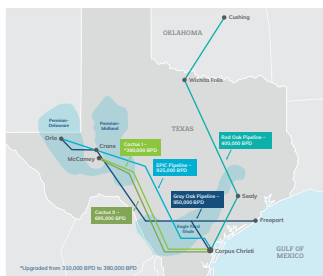 Cushing
OKLAHOMA
Wichita Falls
Permian-
Delaware
Permian-
Midland
TEXAS
Orla
Crane
McCamey
Cactus I –
*390,000 BPD
Red Oak Pipeline –
400,000 BPD
EPIC Pipeline –
925,000 BPD
Gray Oak Pipeline –
850,000 BPD
Sealy
Cactus II –
685,000 BPD
Freeport
Eagle Ford
Shale
Corpus Christi
GULF OF
MEXICO
*Upgraded from 310,000 BPD to 390,000 BPD